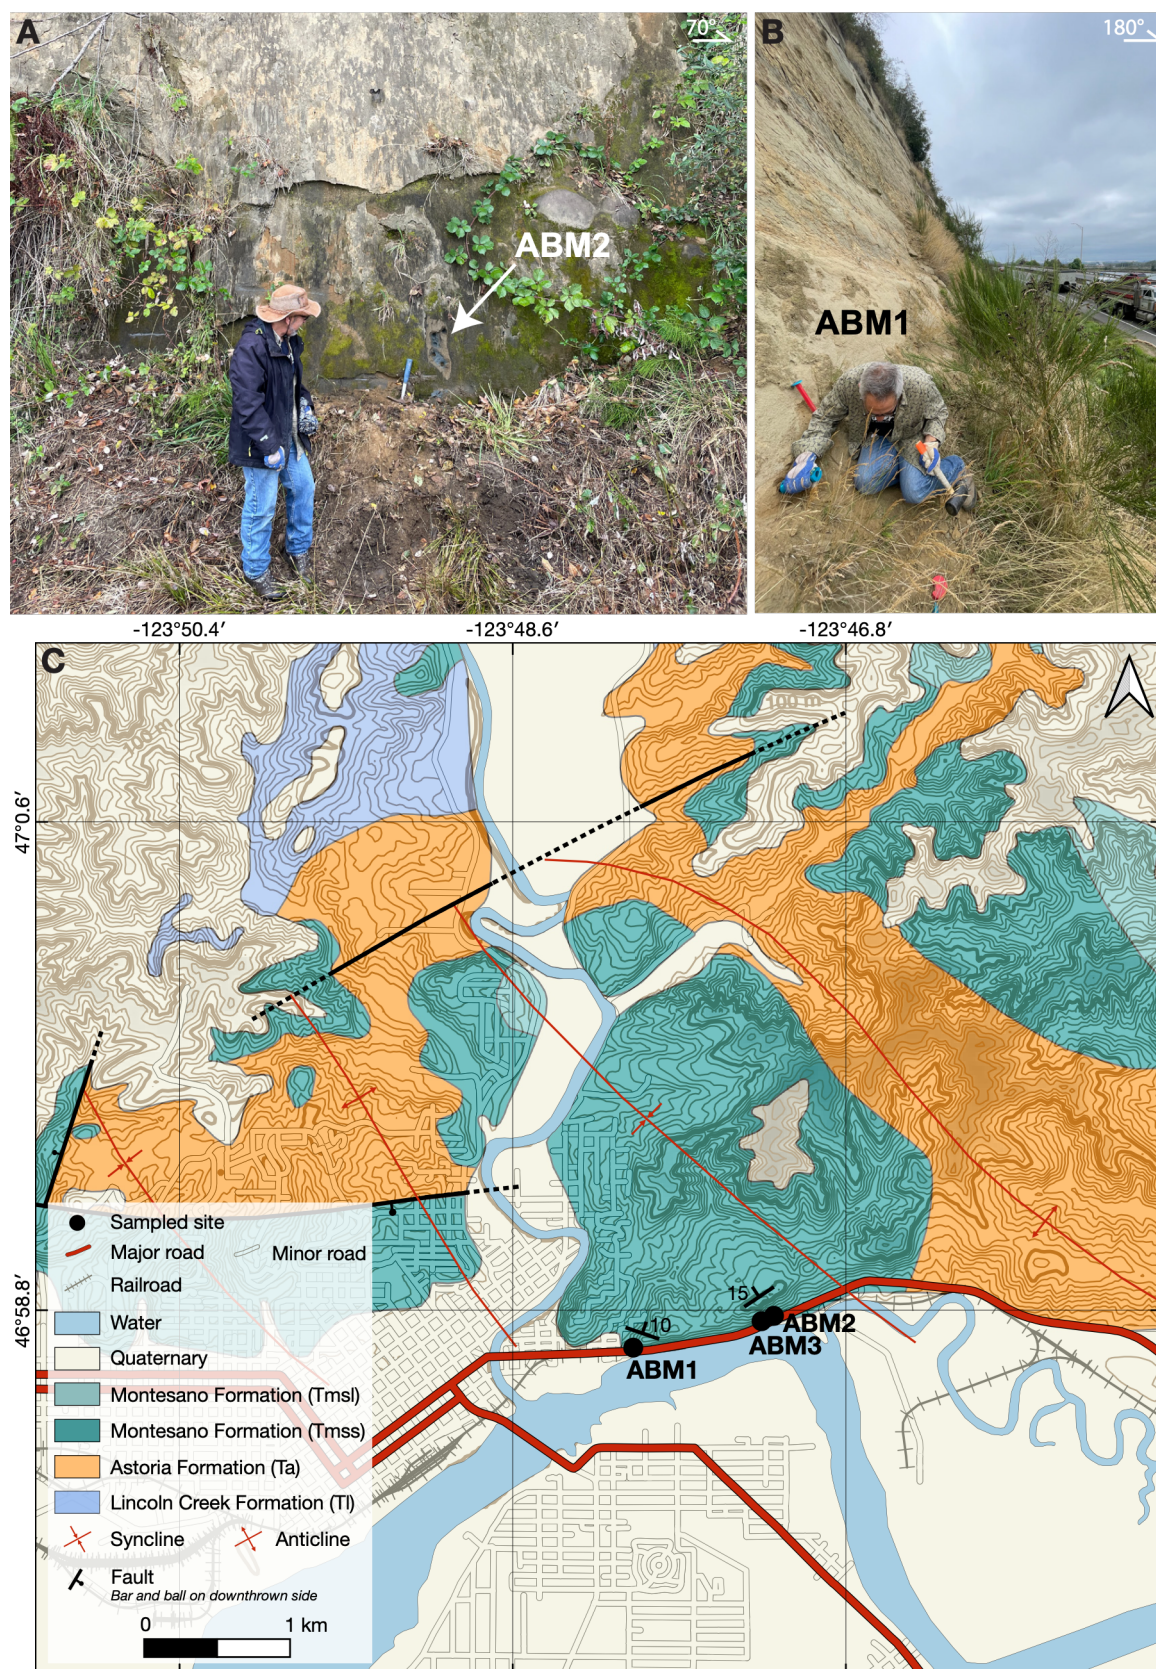 A
70°
ABM2
B
180°
ABM1
-123°50.4′
-123°48.6′
-123°46.8′
C
100 m
100 m
47°0.6′
46°58.8′
15
10
ABM2
ABM3
ABM1
Sampled site
Major road
Minor road
Railroad
Water
Quaternary
Montesano Formation (Tmsl)
Montesano Formation (Tmss)
Astoria Formation (Ta)
Lincoln Creek Formation (Tl)
Syncline
Anticline
Fault
Bar and ball on downthrown side
0
1 km